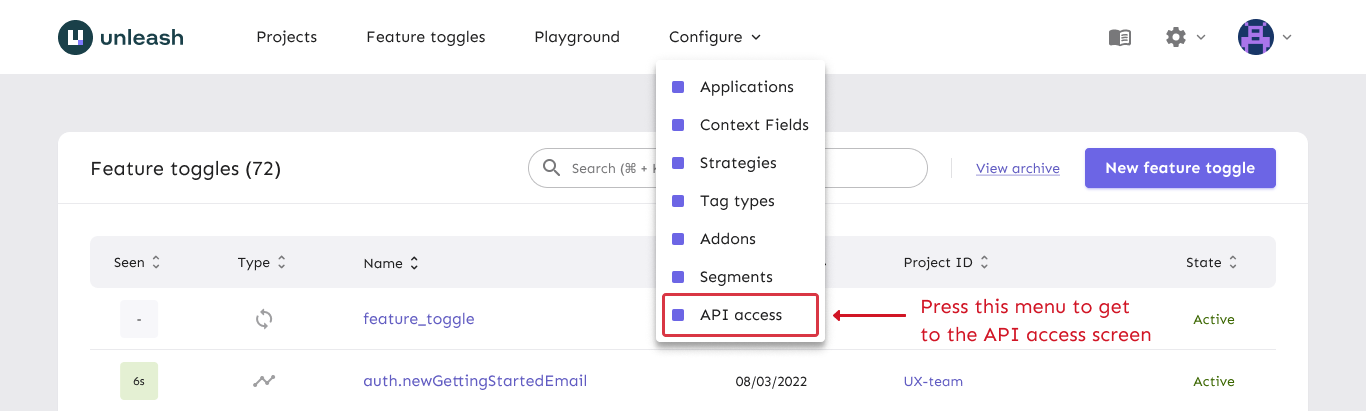 unleash
Projects
Feature toggles
Playground
Configure
Applications
Context Fields
Strategies
Tag types
Addons
Segments
API access
Feature toggles (72)
Search (⌘ +
View archive
New feature toggle
Seen
Type
Name
Project ID
State
-
feature_toggle
Press this menu to get
to the API access screen
Active
6s
auth.newGettingStartedEmail
08/03/2022
UX-team
Active